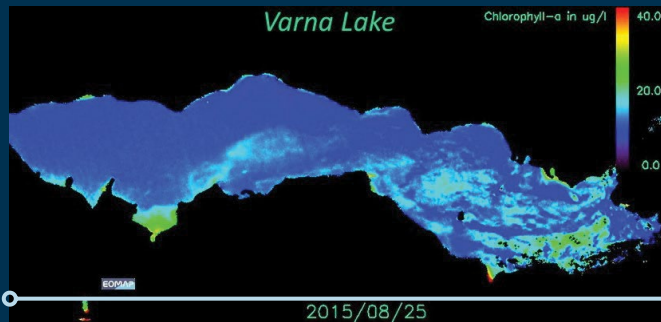 Varna Lake
Chlorophyll-a in ug/l
40.0
20.0
0.0
EOMAP
2015/08/25